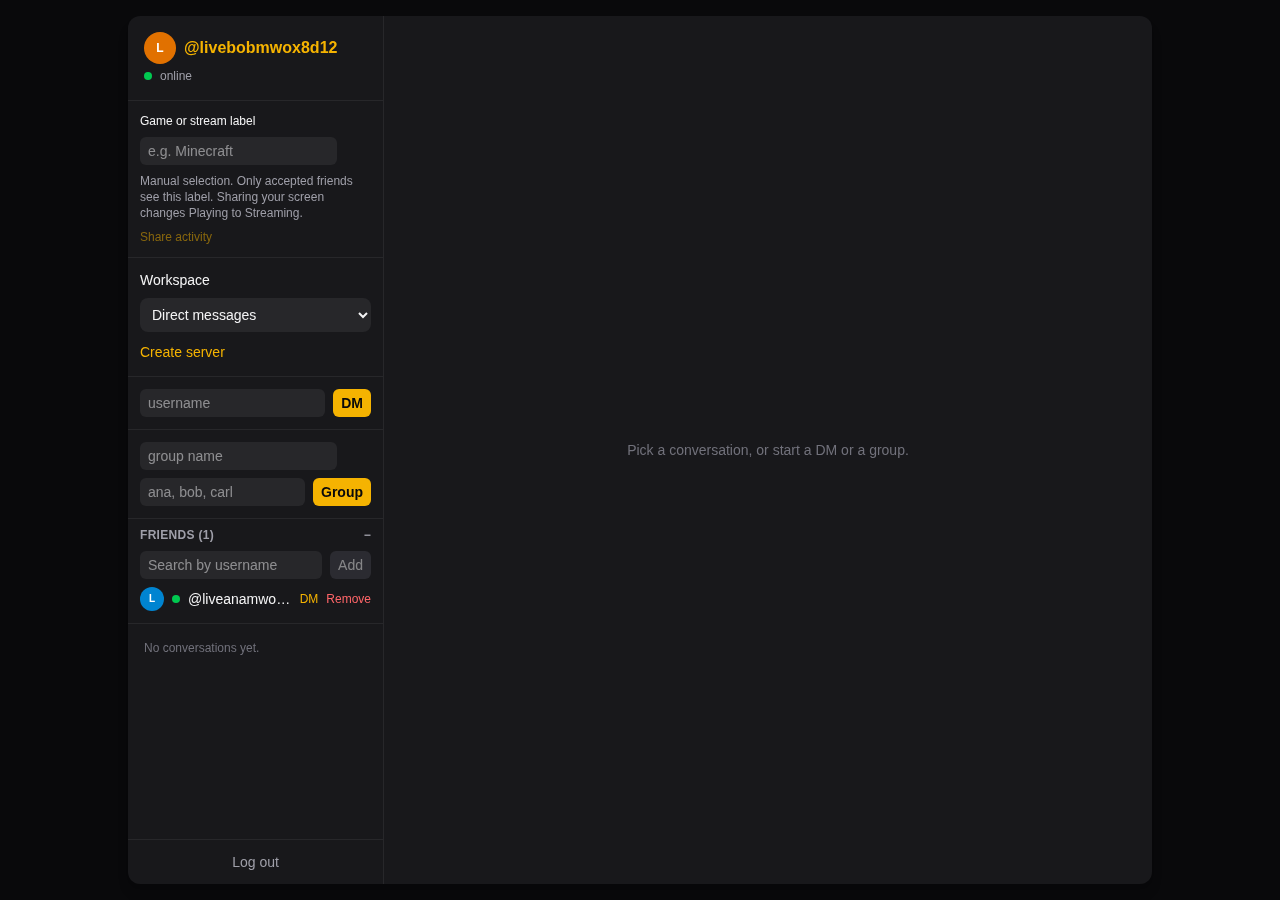 L @livebobmwox8d12
online
Game or stream label
e.g. Minecraft
Manual selection. Only accepted friends
see this label. Sharing your screen
changes Playing to Streaming.
Share activity
Workspace
Direct messages
Create server
username DM
group name
ana, bob, carl Group
FRIENDS (1) −
Search by username Add
L @liveanamwo… DM Remove
No conversations yet.
Log out
Pick a conversation, or start a DM or a group.